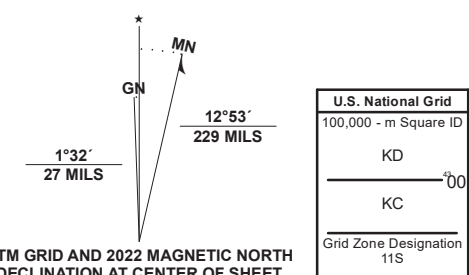 ★
MN
GN
12°53´
229 MILS
1°32´
27 MILS
TM GRID AND 2022 MAGNETIC NORTH
DECLINATION AT CENTER OF SHEET
U.S. National Grid
100,000 - m Square ID
KD
4300
KC
Grid Zone Designation
11S